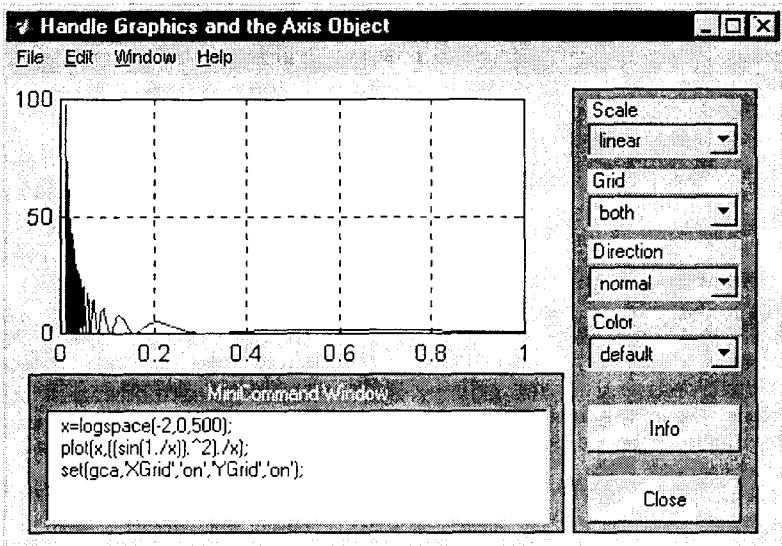 Handle Graphics and the Axis Object
File Edit Window Help
100
50
0
0 0.2 0.4 0.6 0.8 1
Scale
linear
Grid
both
Direction
normal
Color
default
Info
Close
MiniCommand Window
x=logspace(-2,0,500);
plot(x,((sin(1./x)).^2)./x);
set(gca,'XGrid','on','YGrid','on');